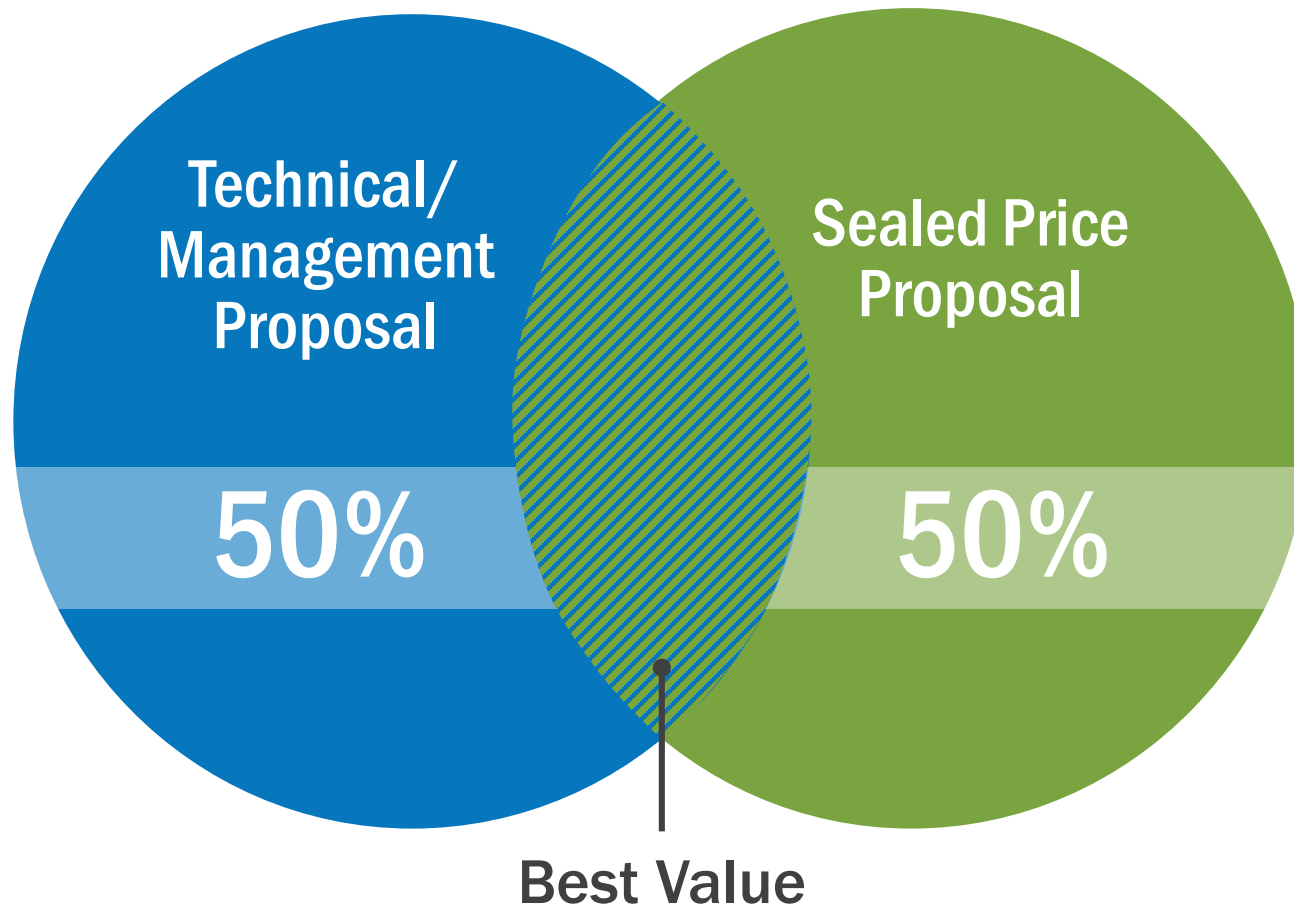 Technical/
Management
Proposal
50%
Sealed Price
Proposal
50%
Best Value